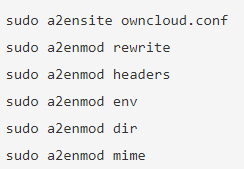 sudo a2ensite owncloud.conf
sudo a2enmod rewrite
sudo a2enmod headers
sudo a2enmod env
sudo a2enmod dir
sudo a2enmod mime